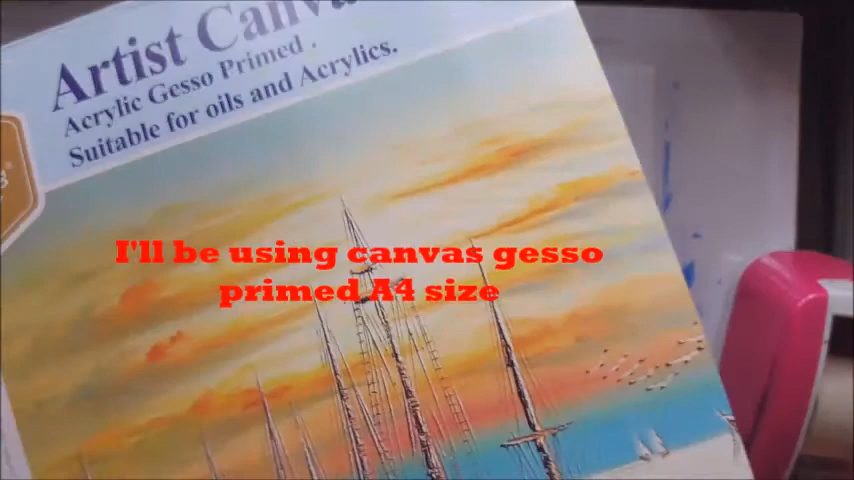 Artist Canva
Acrylic Gesso Primed .
Suitable for oils and Acrylics.
I'll be using canvas gesso
primed A4 size